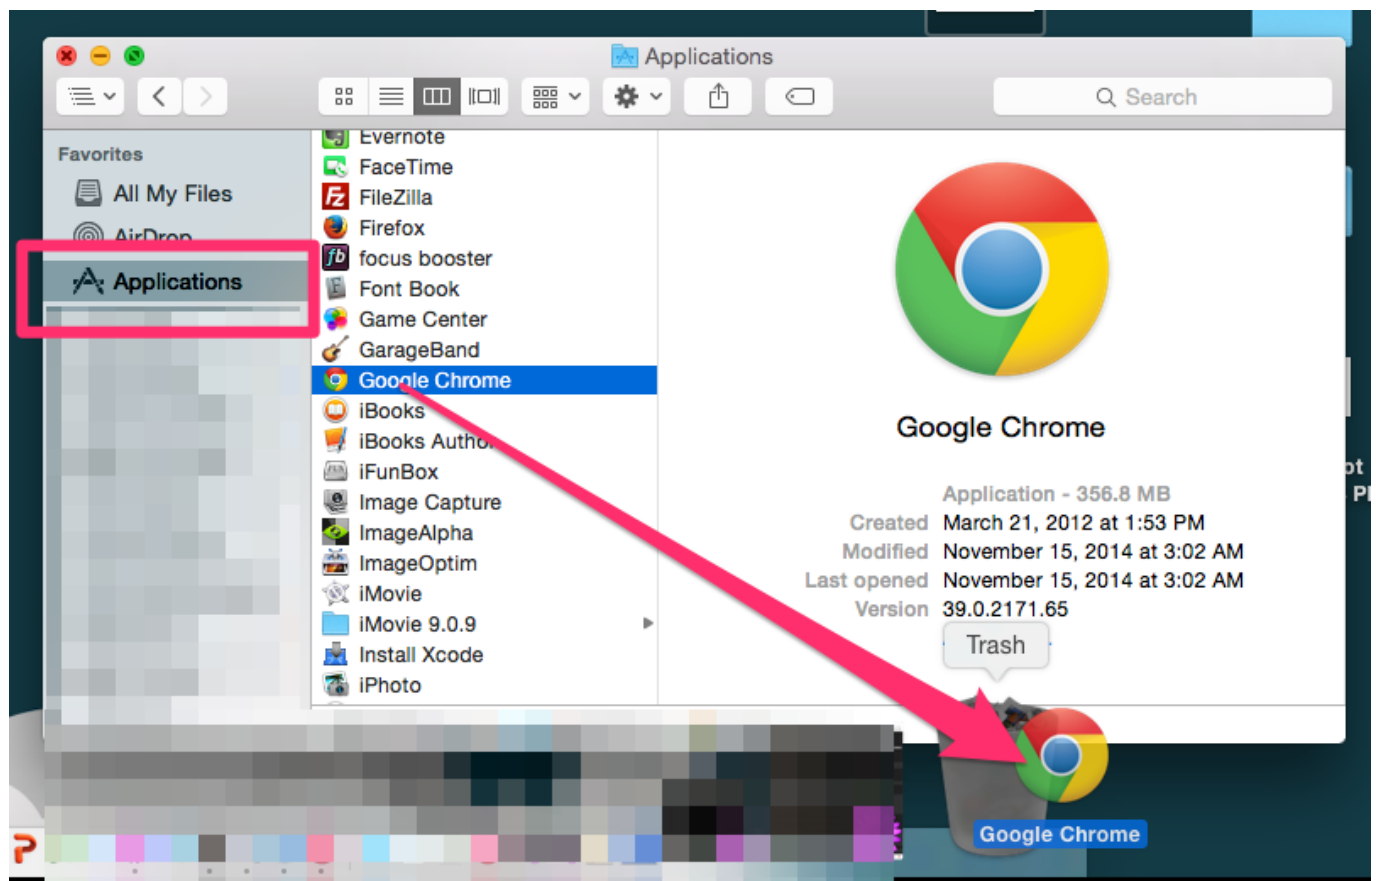 Applications
Search
Favorites
All My Files
AirDrop
Applications
Evernote
FaceTime
FileZilla
Firefox
focus booster
Font Book
Game Center
GarageBand
Google Chrome
iBooks
iBooks Author
iFunBox
Image Capture
ImageAlpha
ImageOptim
iMovie
iMovie 9.0.9
Install Xcode
iPhoto
Google Chrome
Application - 356.8 MB
Created March 21, 2012 at 1:53 PM
Modified November 15, 2014 at 3:02 AM
Last opened November 15, 2014 at 3:02 AM
Version 39.0.2171.65
Trash
Google Chrome